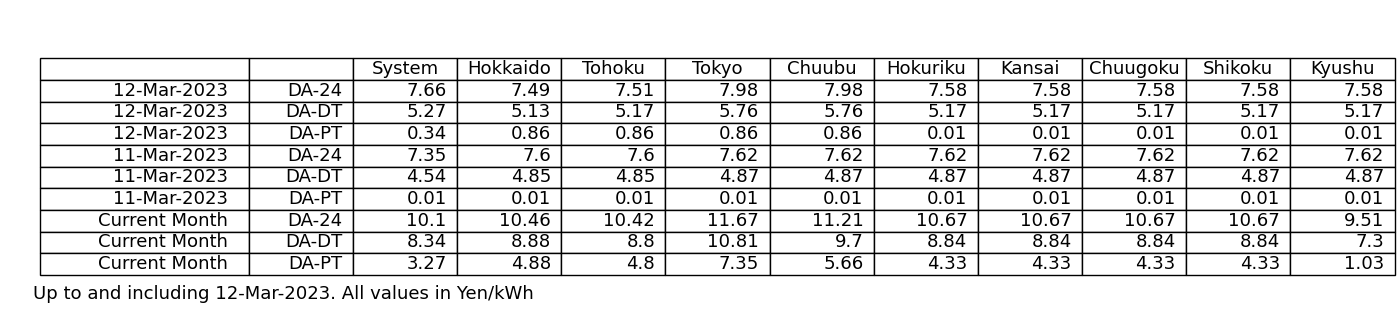 System Hokkaido Tohoku Tokyo Chuubu Hokuriku Kansai Chuugoku Shikoku Kyushu
12-Mar-2023 DA-24 7.66 7.49 7.51 7.98 7.98 7.58 7.58 7.58 7.58 7.58
12-Mar-2023 DA-DT 5.27 5.13 5.17 5.76 5.76 5.17 5.17 5.17 5.17 5.17
12-Mar-2023 DA-PT 0.34 0.86 0.86 0.86 0.86 0.01 0.01 0.01 0.01 0.01
11-Mar-2023 DA-24 7.35 7.6 7.6 7.62 7.62 7.62 7.62 7.62 7.62 7.62
11-Mar-2023 DA-DT 4.54 4.85 4.85 4.87 4.87 4.87 4.87 4.87 4.87 4.87
11-Mar-2023 DA-PT 0.01 0.01 0.01 0.01 0.01 0.01 0.01 0.01 0.01 0.01
Current Month DA-24 10.1 10.46 10.42 11.67 11.21 10.67 10.67 10.67 10.67 9.51
Current Month DA-DT 8.34 8.88 8.8 10.81 9.7 8.84 8.84 8.84 8.84 7.3
Current Month DA-PT 3.27 4.88 4.8 7.35 5.66 4.33 4.33 4.33 4.33 1.03
Up to and including 12-Mar-2023. All values in Yen/kWh